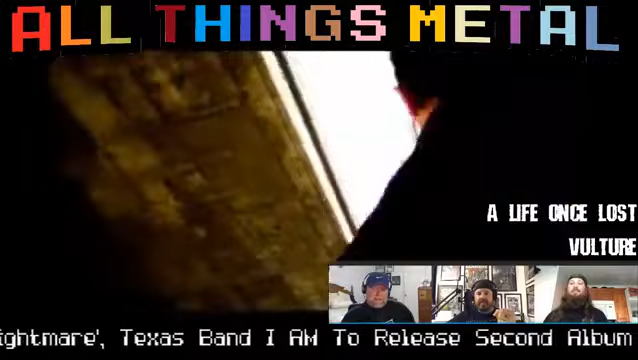 ALL THINGS METAL
A LIFE ONCE LOST
VULTURE
ightmare', Texas Band I AM To Release Second Album